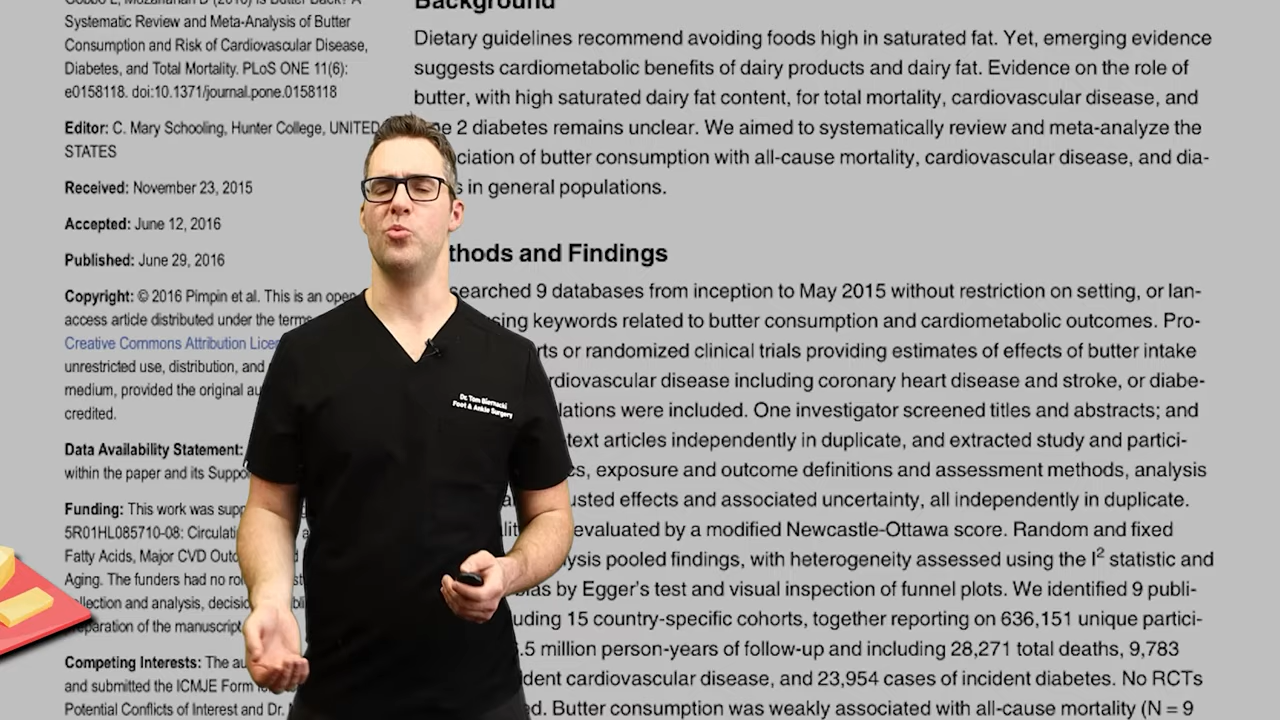 Systematic Review and Meta-Analysis of Butter
Consumption and Risk of Cardiovascular Disease,
Diabetes, and Total Mortality. PLoS ONE 11(6):
e0158118. doi:10.1371/journal.pone.0158118
Editor: C. Mary Schooling, Hunter College, UNITED
STATES
Received: November 23, 2015
Accepted: June 12, 2016
Published: June 29, 2016
Copyright: © 2016 Pimpin et al. This is an open
access article distributed under the terms
Creative Commons Attribution
unrestricted use, distribution, and
medium, provided the original
credited.
Data Availability Statement:
within the paper and its
Funding: This work was
5R01HL085710-08:
Fatty Acids, Major CVD
Aging. The funders had no
and analysis,
of the manuscript
Competing Interests: The
and submitted the ICMJE Form
Potential Conflicts of Interest and Dr.
Background
Dietary guidelines recommend avoiding foods high in saturated fat. Yet, emerging evidence
suggests cardiometabolic benefits of dairy products and dairy fat. Evidence on the role of
butter, with high saturated dairy fat content, for total mortality, cardiovascular disease, and
2 diabetes remains unclear. We aimed to systematically review and meta-analyze the
ciation of butter consumption with all-cause mortality, cardiovascular disease, and dia-
s in general populations.
thods and Findings
searched 9 databases from inception to May 2015 without restriction on setting, or lan-
sing keywords related to butter consumption and cardiometabolic outcomes. Pro-
rts or randomized clinical trials providing estimates of effects of butter intake
rdiovascular disease including coronary heart disease and stroke, or diabe-
lations were included. One investigator screened titles and abstracts; and
text articles independently in duplicate, and extracted study and partici-
cs, exposure and outcome definitions and assessment methods, analysis
usted effects and associated uncertainty, all independently in duplicate.
evaluated by a modified Newcastle-Ottawa score. Random and fixed
ysis pooled findings, with heterogeneity assessed using the I² statistic and
by Egger's test and visual inspection of funnel plots. We identified 9 publi-
uding 15 country-specific cohorts, together reporting on 636,151 unique partici-
.5 million person-years of follow-up and including 28,271 total deaths, 9,783
dent cardiovascular disease, and 23,954 cases of incident diabetes. No RCTs
Butter consumption was weakly associated with all-cause mortality (N = 9
Dr. Tom Biernacki
Foot & Ankle Surgery